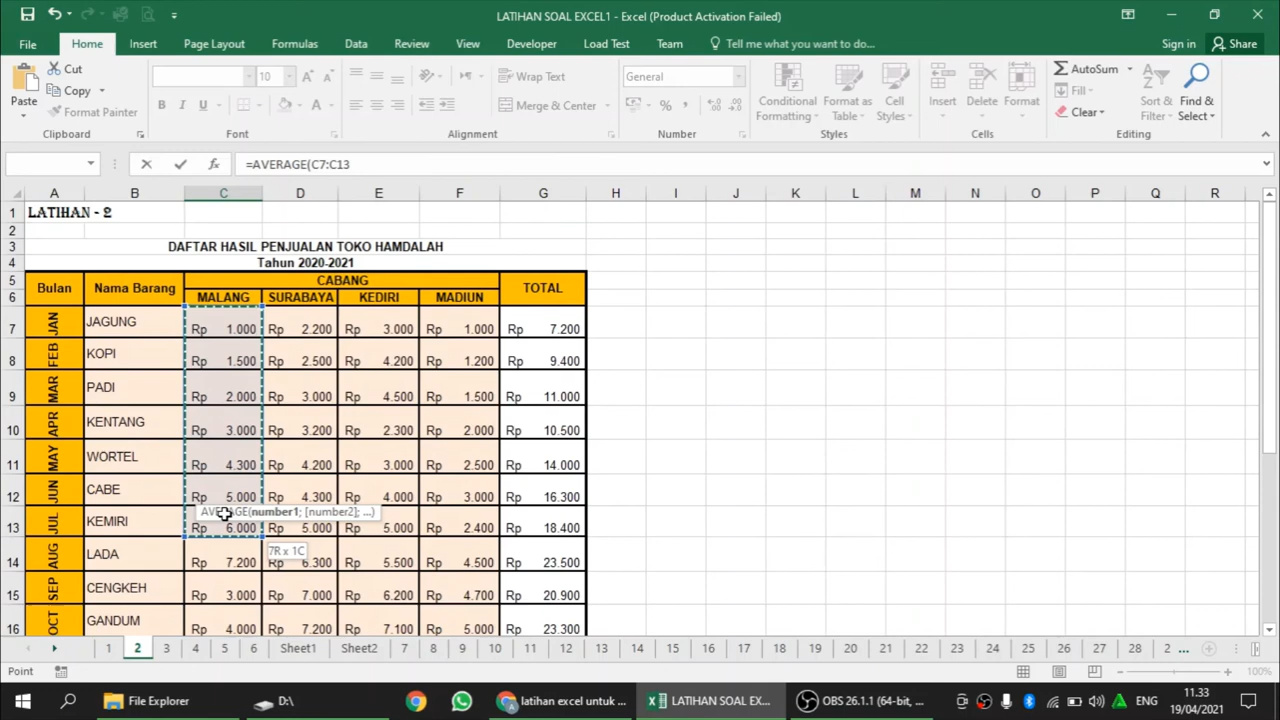 LATIHAN SOAL EXCEL1 - Excel (Product Activation Failed)
File Home Insert Page Layout Formulas Data Review View Developer Load Test Team Tell me what you want to do... Sign in Share
Paste Cut Copy Format Painter
10 Wrap Text General Merge & Center
B I U A % ,
Conditional Formatting Format as Table Cell Styles Insert Delete Format
AutoSum Fill Clear Sort & Filter Find & Select
Clipboard Font Alignment Number Styles Cells Editing
fx =AVERAGE(C7:C13
A B C D E F G H I J K L M N O P Q R
1 LATIHAN - 2
2
3 DAFTAR HASIL PENJUALAN TOKO HAMDALAH
4 Tahun 2020-2021
5 Bulan Nama Barang CABANG TOTAL
6 MALANG SURABAYA KEDIRI MADIUN
7 JAN JAGUNG Rp 1.000 Rp 2.200 Rp 3.000 Rp 1.000 Rp 7.200
8 FEB KOPI Rp 1.500 Rp 2.500 Rp 4.200 Rp 1.200 Rp 9.400
9 MAR PADI Rp 2.000 Rp 3.000 Rp 4.500 Rp 1.500 Rp 11.000
10 APR KENTANG Rp 3.000 Rp 3.200 Rp 2.300 Rp 2.000 Rp 10.500
11 MAY WORTEL Rp 4.300 Rp 4.200 Rp 3.000 Rp 2.500 Rp 14.000
12 JUN CABE Rp 5.000 Rp 4.300 Rp 4.000 Rp 3.000 Rp 16.300
AVERAGE(number1; [number2]; ...)
13 JUL KEMIRI Rp 6.000 Rp 5.000 Rp 5.000 Rp 2.400 Rp 18.400
7R x 1C
14 AUG LADA Rp 7.200 Rp 6.300 Rp 5.500 Rp 4.500 Rp 23.500
15 SEP CENGKEH Rp 3.000 Rp 7.000 Rp 6.200 Rp 4.700 Rp 20.900
16 OCT GANDUM Rp 4.000 Rp 7.200 Rp 7.100 Rp 5.000 Rp 23.300
1 2 3 4 5 6 Sheet1 Sheet2 7 8 9 10 11 12 13 14 15 16 17 18 19 20 21 22 23 24 25 26 27 28 2 ...
Point 100%
File Explorer D:\ latihan excel untuk ... LATIHAN SOAL EX... OBS 26.1.1 (64-bit, ... ENG 11.33
19/04/2021